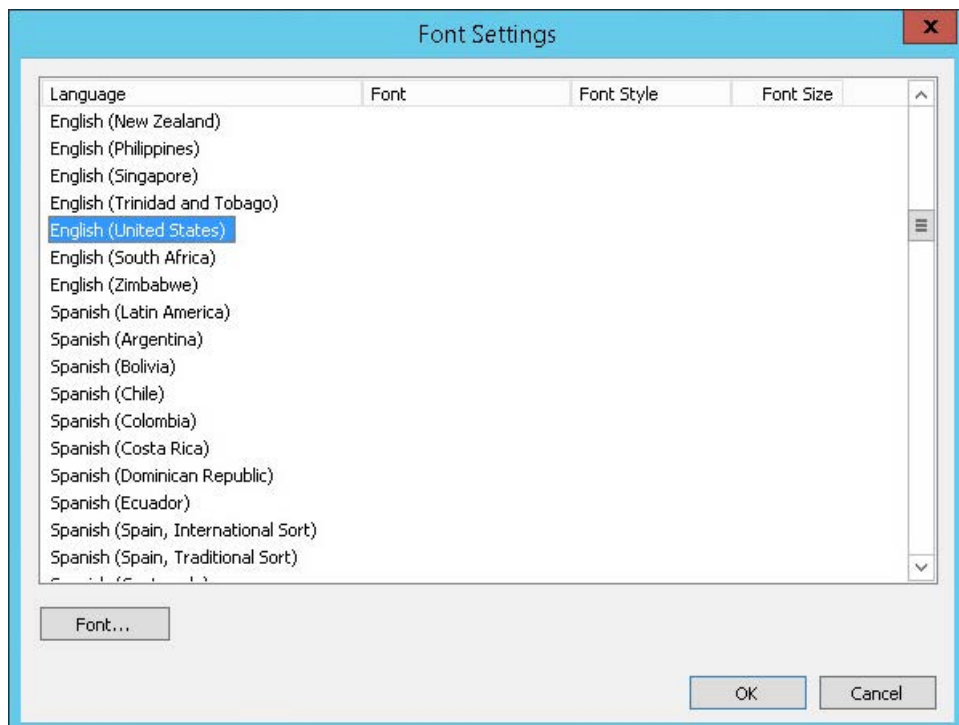 Font Settings
x
Language Font Font Style Font Size
English (New Zealand)
English (Philippines)
English (Singapore)
English (Trinidad and Tobago)
English (United States)
English (South Africa)
English (Zimbabwe)
Spanish (Latin America)
Spanish (Argentina)
Spanish (Bolivia)
Spanish (Chile)
Spanish (Colombia)
Spanish (Costa Rica)
Spanish (Dominican Republic)
Spanish (Ecuador)
Spanish (Spain, International Sort)
Spanish (Spain, Traditional Sort)
Font...
OK Cancel